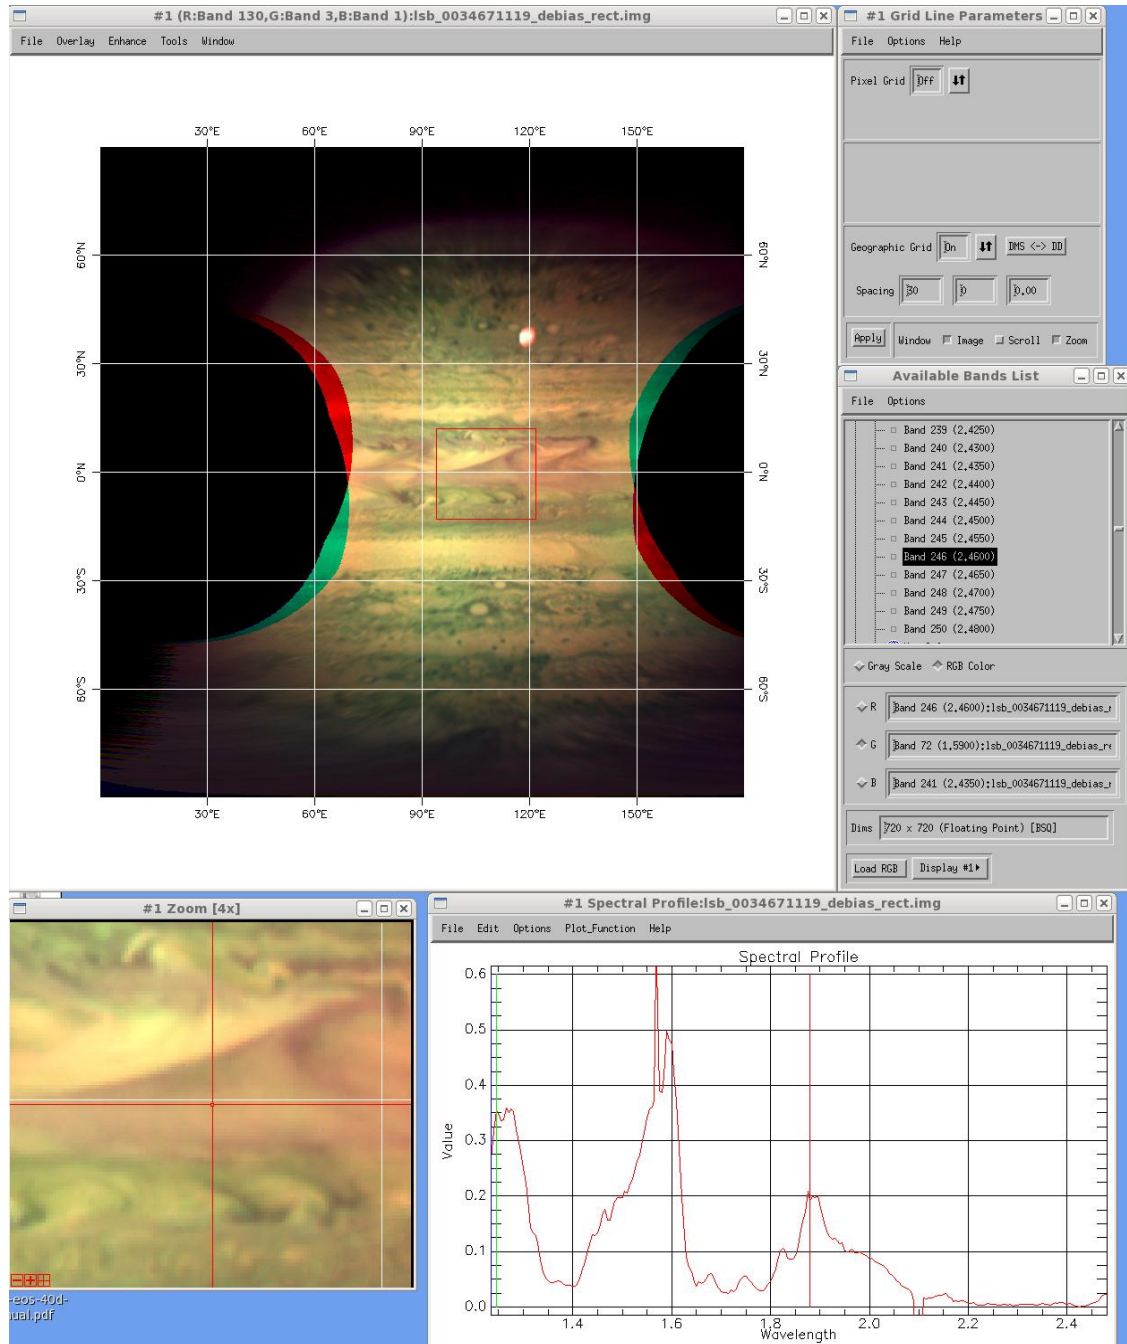 #1 (R:Band 130,G:Band 3,B:Band 1):lsb_0034671119_debias_rect.img
File Overlay Enhance Tools Window
30°E 60°E 90°E 120°E 150°E
60°N 60°N
30°N 30°N
0°N 0°N
30°S 30°S
60°S 60°S
30°E 60°E 90°E 120°E 150°E
#1 Grid Line Parameters
File Options Help
Pixel Grid Off
Geographic Grid On DMS <-> DD
Spacing 30 0 0.00
Apply Window Image Scroll Zoom
Available Bands List
File Options
Band 239 (2.4250)
Band 240 (2.4300)
Band 241 (2.4350)
Band 242 (2.4400)
Band 243 (2.4450)
Band 244 (2.4500)
Band 245 (2.4550)
Band 246 (2.4600)
Band 247 (2.4650)
Band 248 (2.4700)
Band 249 (2.4750)
Band 250 (2.4800)
Gray Scale RGB Color
R Band 246 (2.4600):lsb_0034671119_debias_r
G Band 72 (1.5900):lsb_0034671119_debias_re
B Band 241 (2.4350):lsb_0034671119_debias_r
Dims 720 x 720 (Floating Point) [BSQ]
Load RGB Display #1
#1 Zoom [4x]
-eos-40d-
ual.pdf
#1 Spectral Profile:lsb_0034671119_debias_rect.img
File Edit Options Plot_Function Help
Spectral Profile
0.6
0.5
0.4
0.3
0.2
0.1
0.0
Value
1.4 1.6 1.8 2.0 2.2 2.4
Wavelength